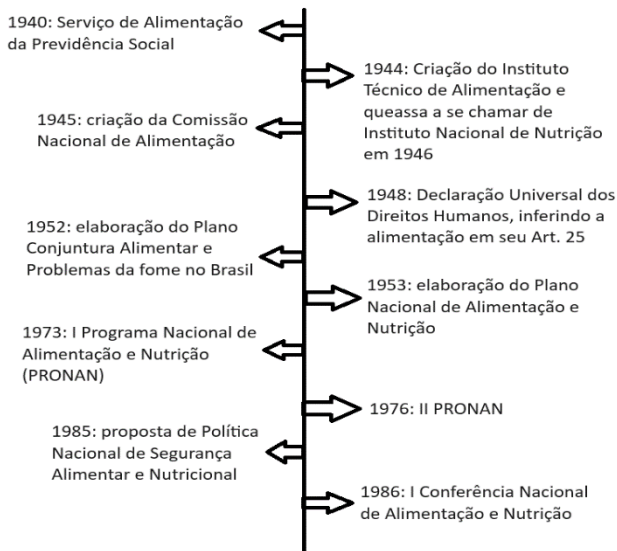 1940: Serviço de Alimentação
da Previdência Social
1944: Criação do Instituto
Técnico de Alimentação e
queassa a se chamar de
Instituto Nacional de Nutrição
em 1946
1945: criação da Comissão
Nacional de Alimentação
1948: Declaração Universal dos
Direitos Humanos, inferindo a
alimentação em seu Art. 25
1952: elaboração do Plano
Conjuntura Alimentar e
Problemas da fome no Brasil
1953: elaboração do Plano
Nacional de Alimentação e
Nutrição
1973: I Programa Nacional de
Alimentação e Nutrição
(PRONAN)
1976: II PRONAN
1985: proposta de Política
Nacional de Segurança
Alimentar e Nutricional
1986: I Conferência Nacional
de Alimentação e Nutrição